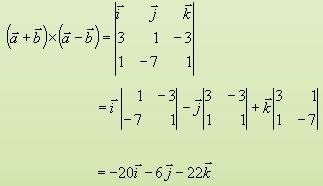 (a⃗ + b⃗) × (a⃗ − b⃗) = | i⃗ j⃗ k⃗ |
| 3 1 −3 |
| 1 −7 1 |
= i⃗ | 1 −3 | − j⃗ | 3 −3 | + k⃗ | 3 1 |
| −7 1 | | 1 1 | | 1 −7 |
= −20i⃗ − 6j⃗ − 22k⃗